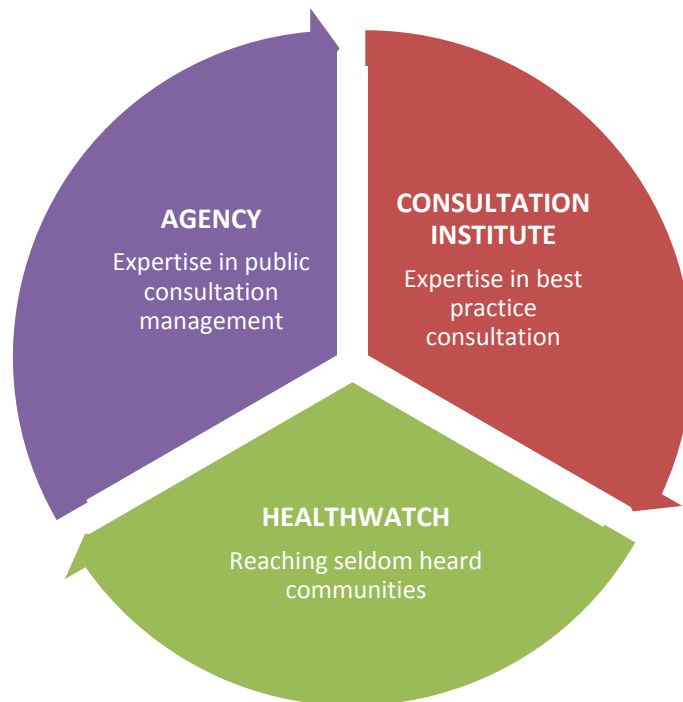 AGENCY
Expertise in public
consultation
management
CONSULTATION
INSTITUTE
Expertise in best
practice
consultation
HEALTHWATCH
Reaching seldom heard
communities